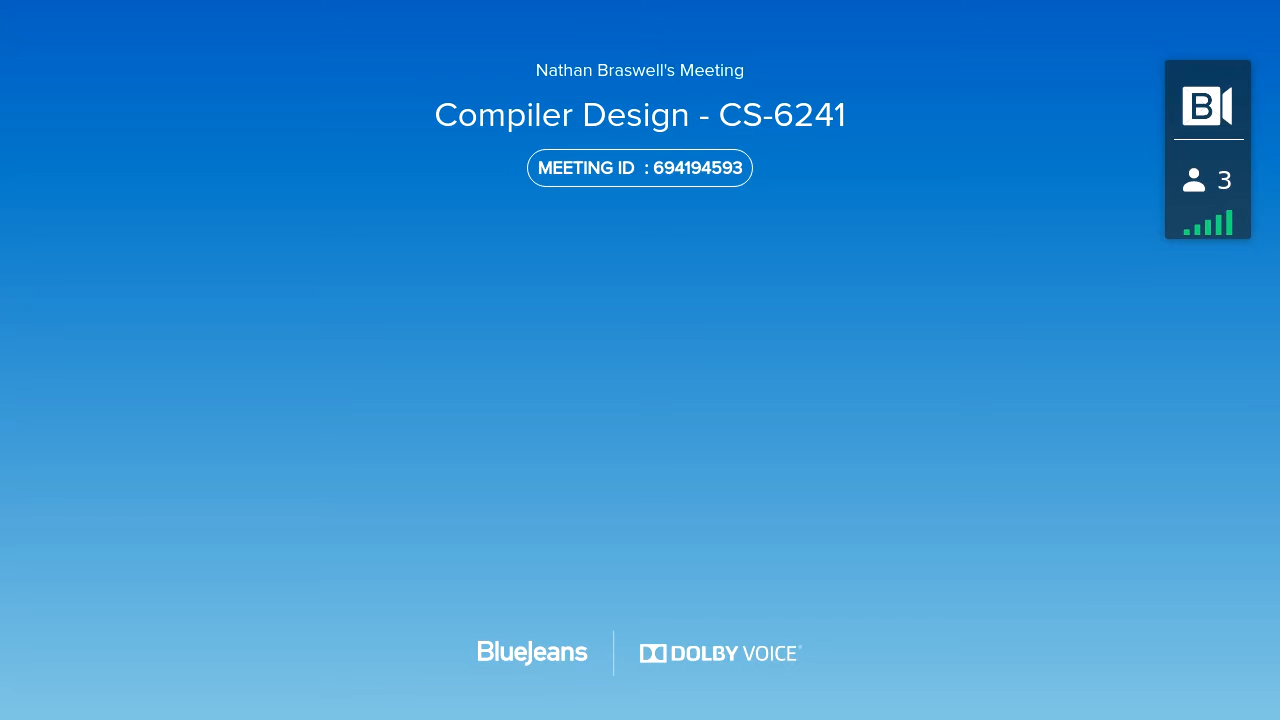 Nathan Braswell's Meeting
Compiler Design - CS-6241
MEETING ID : 694194593
B
3
BlueJeans
DOLBY VOICE